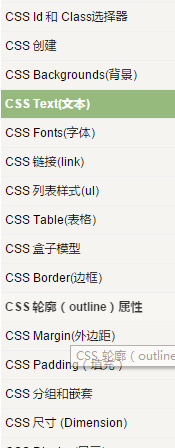 CSS Id 和 Class选择器
CSS 创建
CSS Backgrounds(背景)
CSS Text(文本)
CSS Fonts(字体)
CSS 链接(link)
CSS 列表样式(ul)
CSS Table(表格)
CSS 盒子模型
CSS Border(边框)
CSS 轮廓（outline）属性
CSS Margin(外边距)
CSS 轮廓（outline
CSS Padding（填充）
CSS 分组和嵌套
CSS 尺寸 (Dimension)